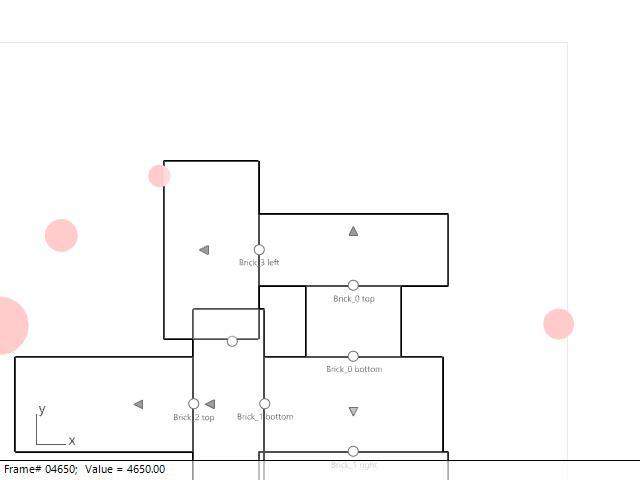 Brick_3 left
Brick_0 top
Brick_0 bottom
y
Brick_2 top
Brick_1 bottom
x
Brick_1 right
Frame# 04650; Value = 4650.00